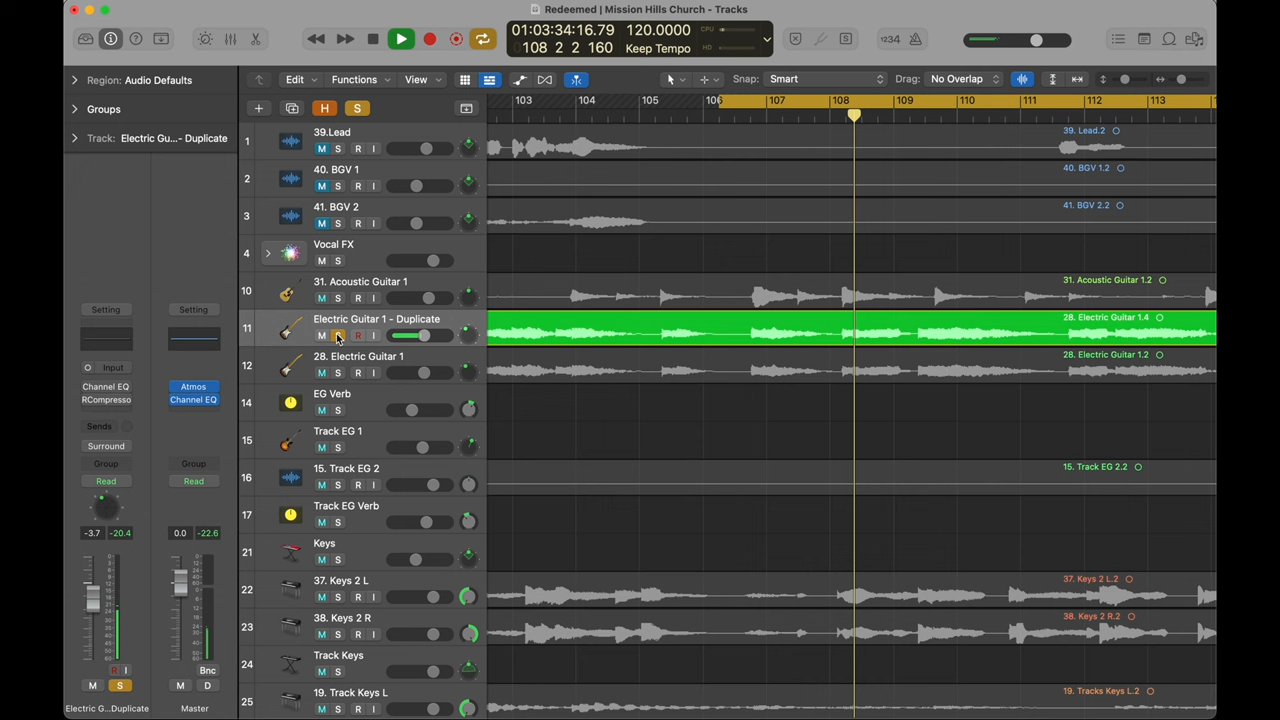 Redeemed | Mission Hills Church - Tracks
01:03:34:16.79
120.0000
CPU
108 2 2 160
Keep Tempo
HD
1234
Region: Audio Defaults
Edit
Functions
View
Snap:
Smart
Drag:
No Overlap
Groups
H
S
103
104
105
106
107
108
109
110
111
112
113
Track: Electric Gu...- Duplicate
1
39.Lead
M S R I
39. Lead.2
2
40. BGV 1
M S R I
40. BGV 1.2
3
41. BGV 2
M S R I
41. BGV 2.2
4
Vocal FX
M S
10
31. Acoustic Guitar 1
M S R I
31. Acoustic Guitar 1.2
11
Electric Guitar 1 - Duplicate
M S R I
28. Electric Guitar 1.4
12
28. Electric Guitar 1
M S R I
28. Electric Guitar 1.2
14
EG Verb
M S
15
Track EG 1
M S
16
15. Track EG 2
M S R I
15. Track EG 2.2
17
Track EG Verb
M S
21
Keys
M S
22
37. Keys 2 L
M S R I
37. Keys 2 L.2
23
38. Keys 2 R
M S R I
38. Keys 2 R.2
24
Track Keys
M S
25
19. Track Keys L
M S R I
19. Tracks Keys L.2
Setting
Setting
Input
Channel EQ
Atmos
RCompresso
Channel EQ
Sends
Surround
Group
Group
Read
Read
-3.7
-20.4
0.0
-22.6
R I
Bnc
M S
M D
Electric G...Duplicate
Master